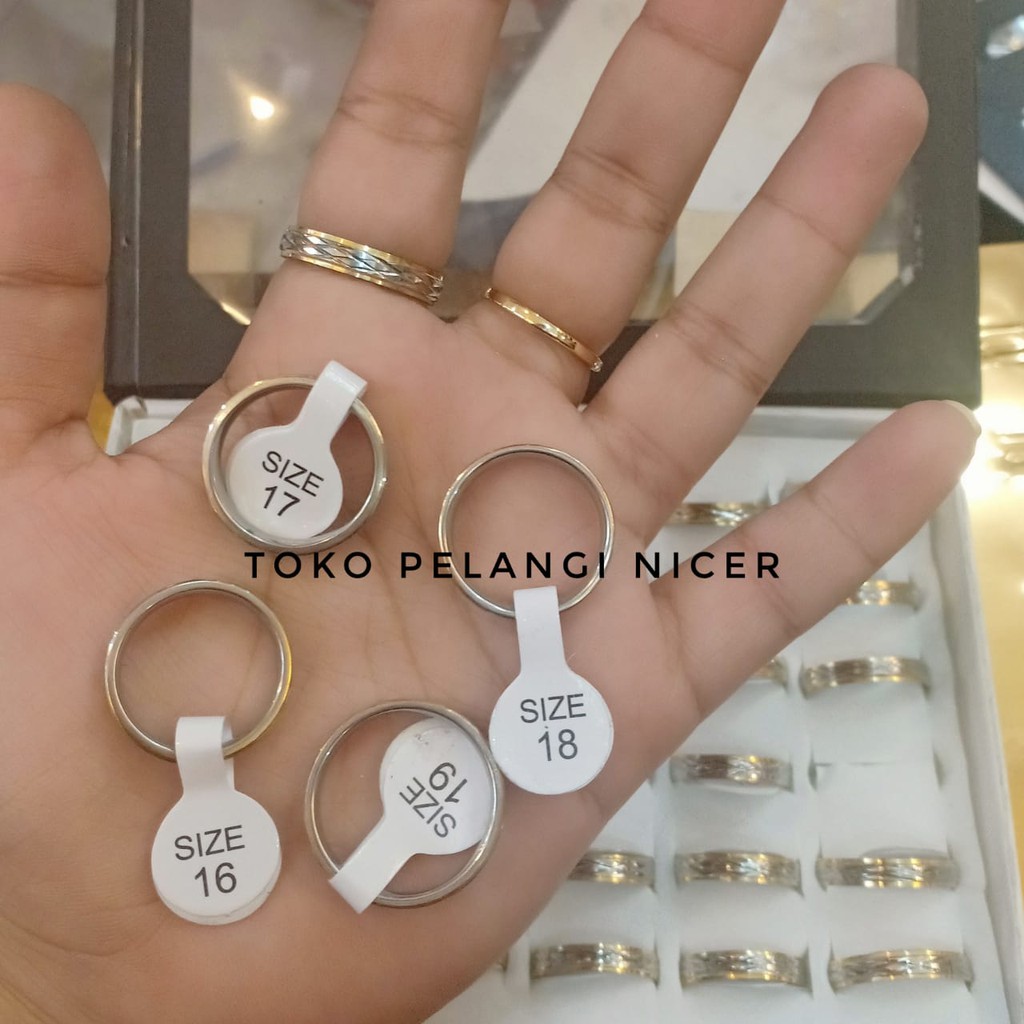 SIZE
17
TOKO PELANGI NICER
SIZE
18
SIZE
19
SIZE
16